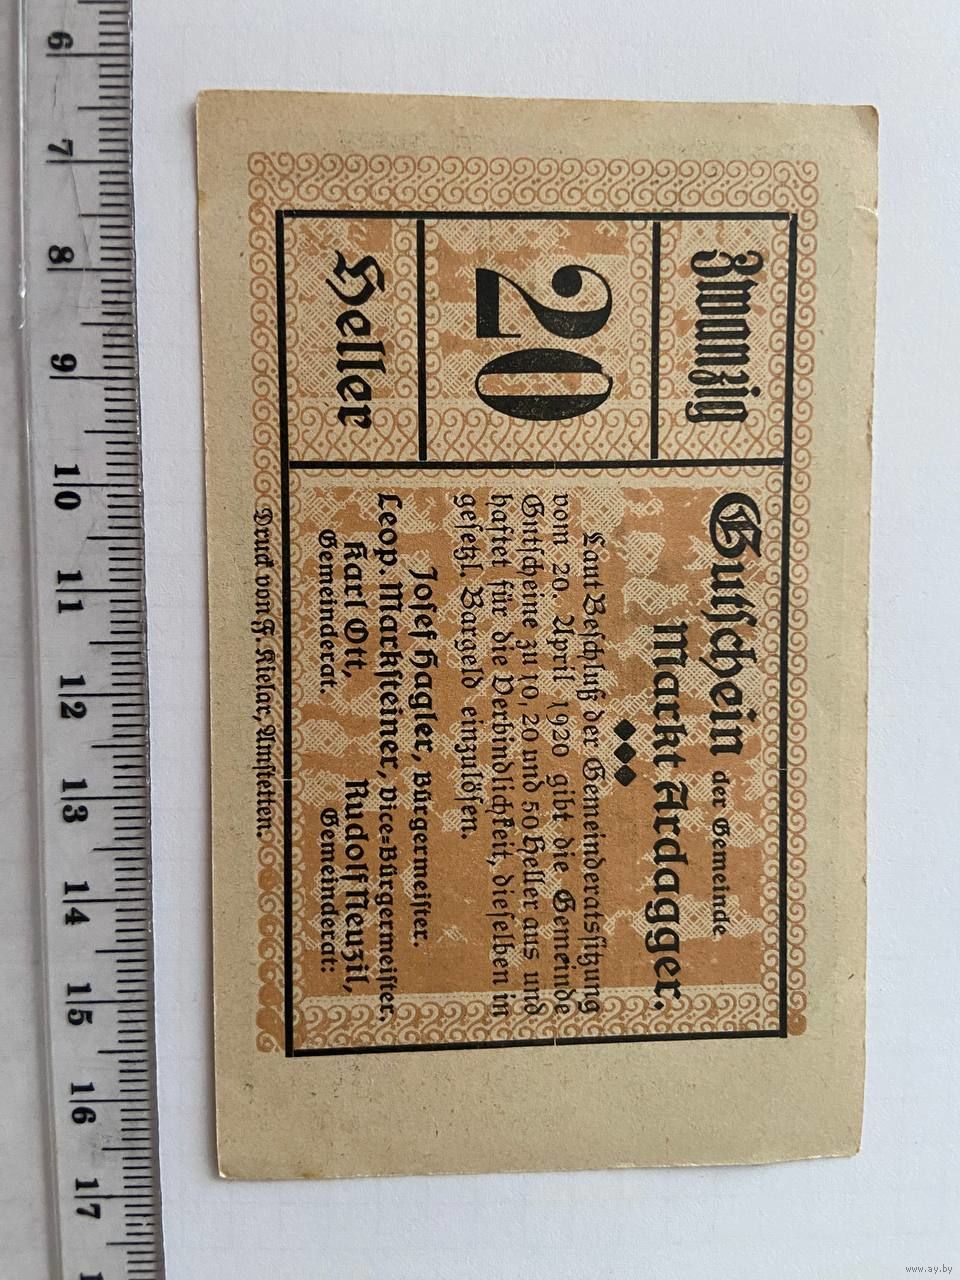 Zwanzig
20
Heller
Gutschein der Gemeinde
Markt Ardagger.
Laut Beschluß der Gemeinderatssitzung
vom 20. April 1920 gibt die Gemeinde
Gutscheine zu 10, 20 und 50 Heller aus und
haftet für die Verbindlichkeit, dieselben in
gesetzl. Bargeld einzulösen.
Josef Hagler, Bürgermeister.
Leop. Marksteiner, Vice-Bürgermeister,
Karl Ott, Rudolf Neuzil,
Gemeinderat. Gemeinderat:
Druck von F. Kielar, Amstetten.
6 7 8 9 10 11 12 13 14 15 16 17
www.ay.by